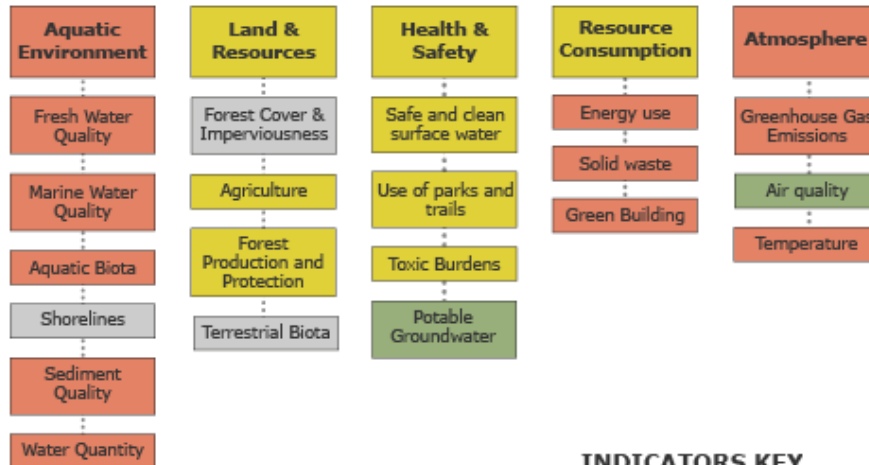 Aquatic
Environment
Fresh Water
Quality
Marine Water
Quality
Aquatic Biota
Shorelines
Sediment
Quality
Water Quantity
Land &
Resources
Forest Cover &
Imperviousness
Agriculture
Forest
Production and
Protection
Terrestrial Biota
Health &
Safety
Safe and clean
surface water
Use of parks and
trails
Toxic Burdens
Potable
Groundwater
Resource
Consumption
Energy use
Solid waste
Green Building
Atmosphere
Greenhouse Gas
Emissions
Air quality
Temperature
INDICATORS KEY